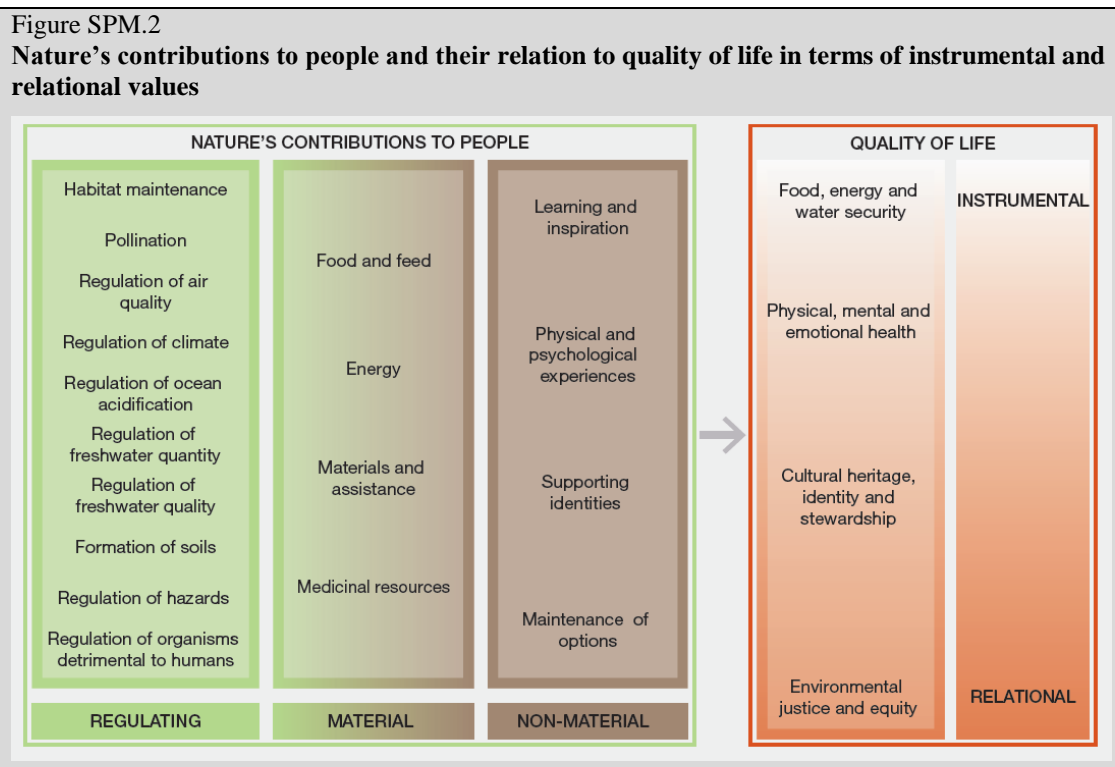 Figure SPM.2
Nature's contributions to people and their relation to quality of life in terms of instrumental and
relational values
NATURE'S CONTRIBUTIONS TO PEOPLE
Habitat maintenance
Pollination
Regulation of air
quality
Regulation of climate
Regulation of ocean
acidification
Regulation of
freshwater quantity
Regulation of
freshwater quality
Formation of soils
Regulation of hazards
Regulation of organisms
detrimental to humans
REGULATING
Food and feed
Energy
Materials and
assistance
Medicinal resources
MATERIAL
Learning and
inspiration
Physical and
psychological
experiences
Supporting
identities
Maintenance of
options
NON-MATERIAL
QUALITY OF LIFE
Food, energy and
water security
Physical, mental and
emotional health
Cultural heritage,
identity and
stewardship
Environmental
justice and equity
INSTRUMENTAL
RELATIONAL